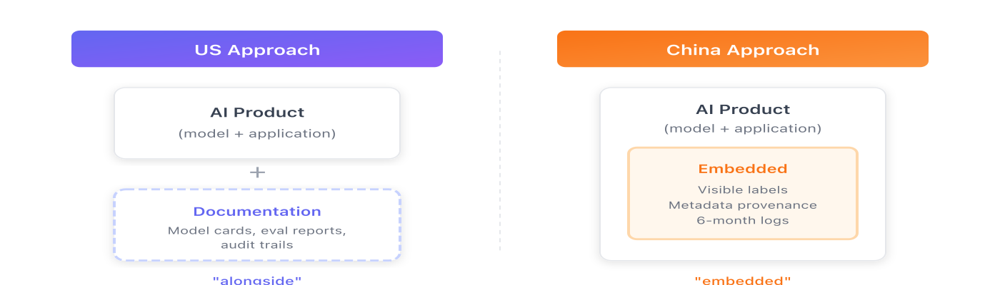 US Approach
AI Product
(model + application)
+
Documentation
Model cards, eval reports,
audit trails
"alongside"
China Approach
AI Product
(model + application)
Embedded
Visible labels
Metadata provenance
6-month logs
"embedded"